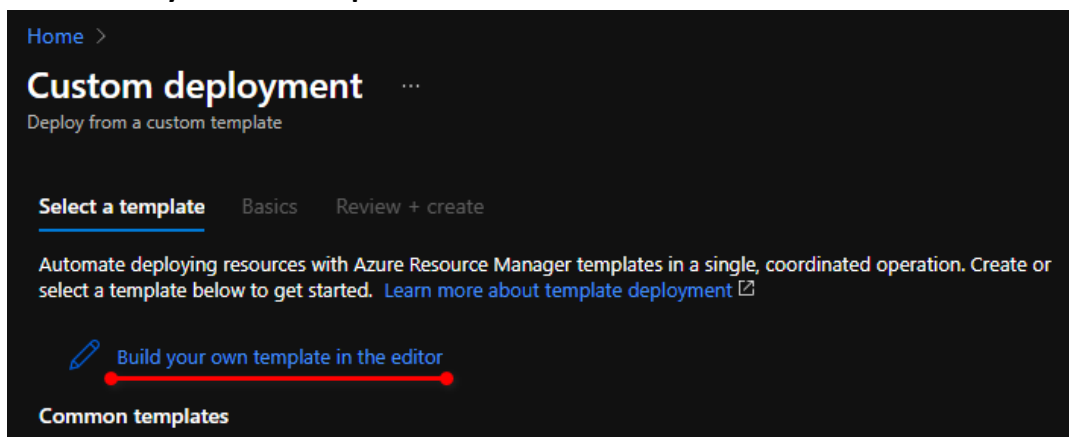 Home >
Custom deployment ...
Deploy from a custom template
Select a template Basics Review + create
Automate deploying resources with Azure Resource Manager templates in a single, coordinated operation. Create or
select a template below to get started. Learn more about template deployment
Build your own template in the editor
Common templates